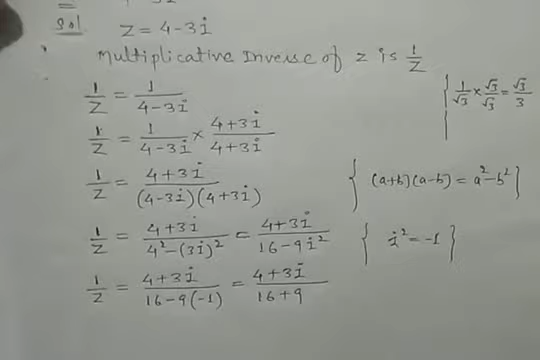 Sol z = 4-3i
Multiplicative Inverse of z is 1/z
1/z = 1/(4-3i) { 1/√3 × √3/√3 = √3/3
1/z = 1/(4-3i) × (4+3i)/(4+3i)
1/z = (4+3i)/((4-3i)(4+3i)) { (a+b)(a-b) = a²-b² }
1/z = (4+3i)/(4²-(3i)²) = (4+3i)/(16-9i²) { i² = -1 }
1/z = (4+3i)/(16-9(-1)) = (4+3i)/(16+9)